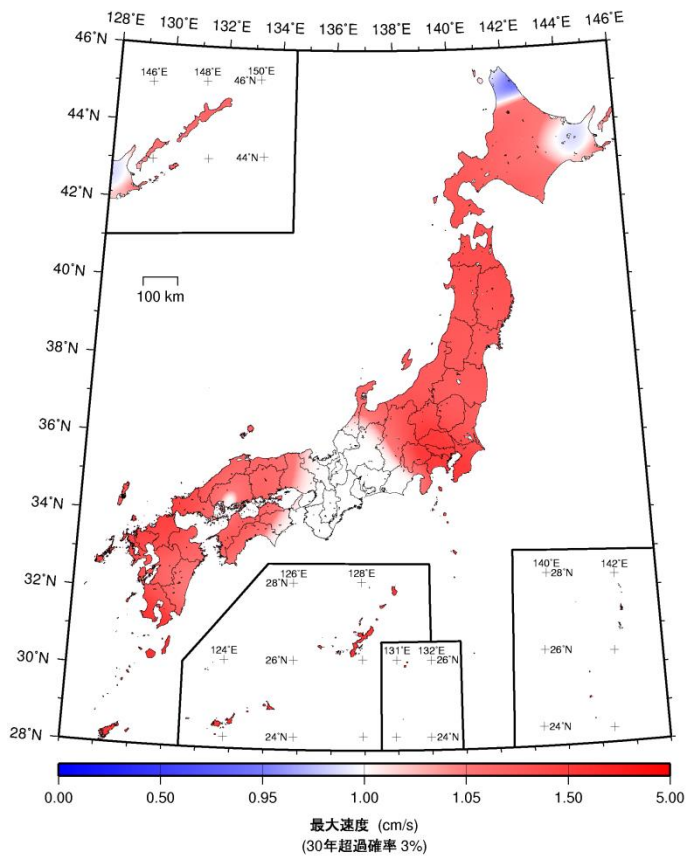 128°E 130°E 132°E 134°E 136°E 138°E 140°E 142°E 144°E 146°E
46°N
146°E 148°E 150°E
46°N
44°N
44°N
42°N
40°N
100 km
38°N
36°N
34°N
32°N
126°E 128°E
28°N
140°E 142°E
28°N
30°N
124°E
26°N
131°E 132°E
26°N
26°N
28°N
24°N
24°N
24°N
0.00 0.50 0.95 1.00 1.05 1.50 5.00
最大速度 (cm/s)
(30年超過確率 3%)